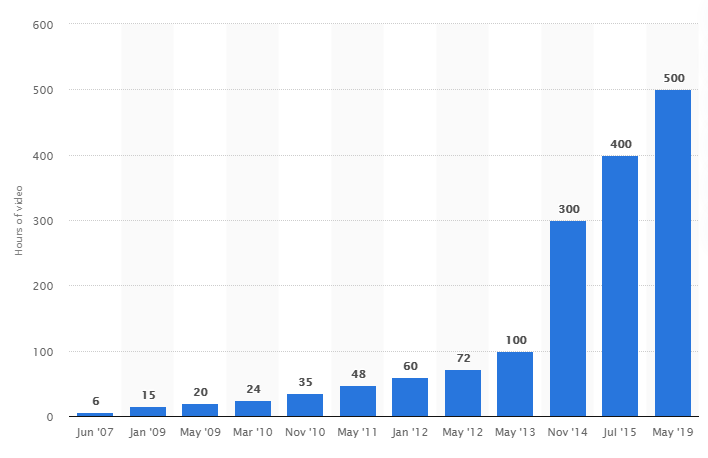 600
500
400
300
200
100
0
Hours of video
6
15
20
24
35
48
60
72
100
300
400
500
Jun '07
Jan '09
May '09
Mar '10
Nov '10
May '11
Jan '12
May '12
May '13
Nov '14
Jul '15
May '19